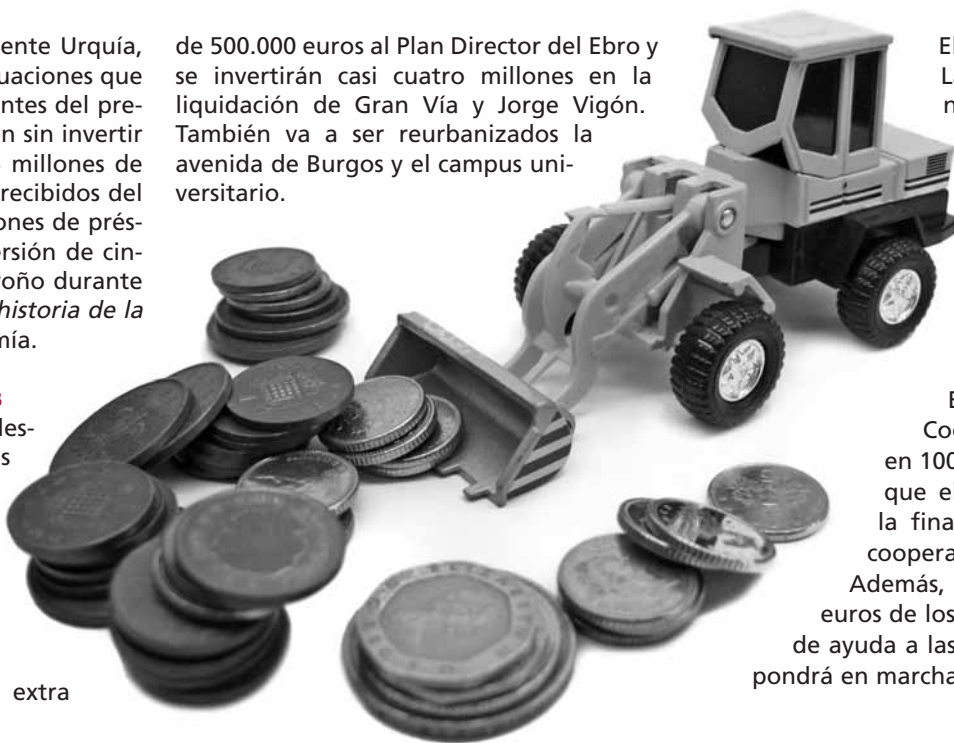 ente Urquía,
uaciones que
ntes del pre-
n sin invertir
millones de
recibidos del
ones de prés-
ersión de cin-
roño durante
historia de la
mía.
les-
s
extra
de 500.000 euros al Plan Director del Ebro y
se invertirán casi cuatro millones en la
liquidación de Gran Vía y Jorge Vigón.
También va a ser reurbanizados la
avenida de Burgos y el campus uni-
versitario.
El
La
n
E
Coo
en 100
que el
la fina
coopera
Además,
euros de los
de ayuda a las
pondrá en marcha